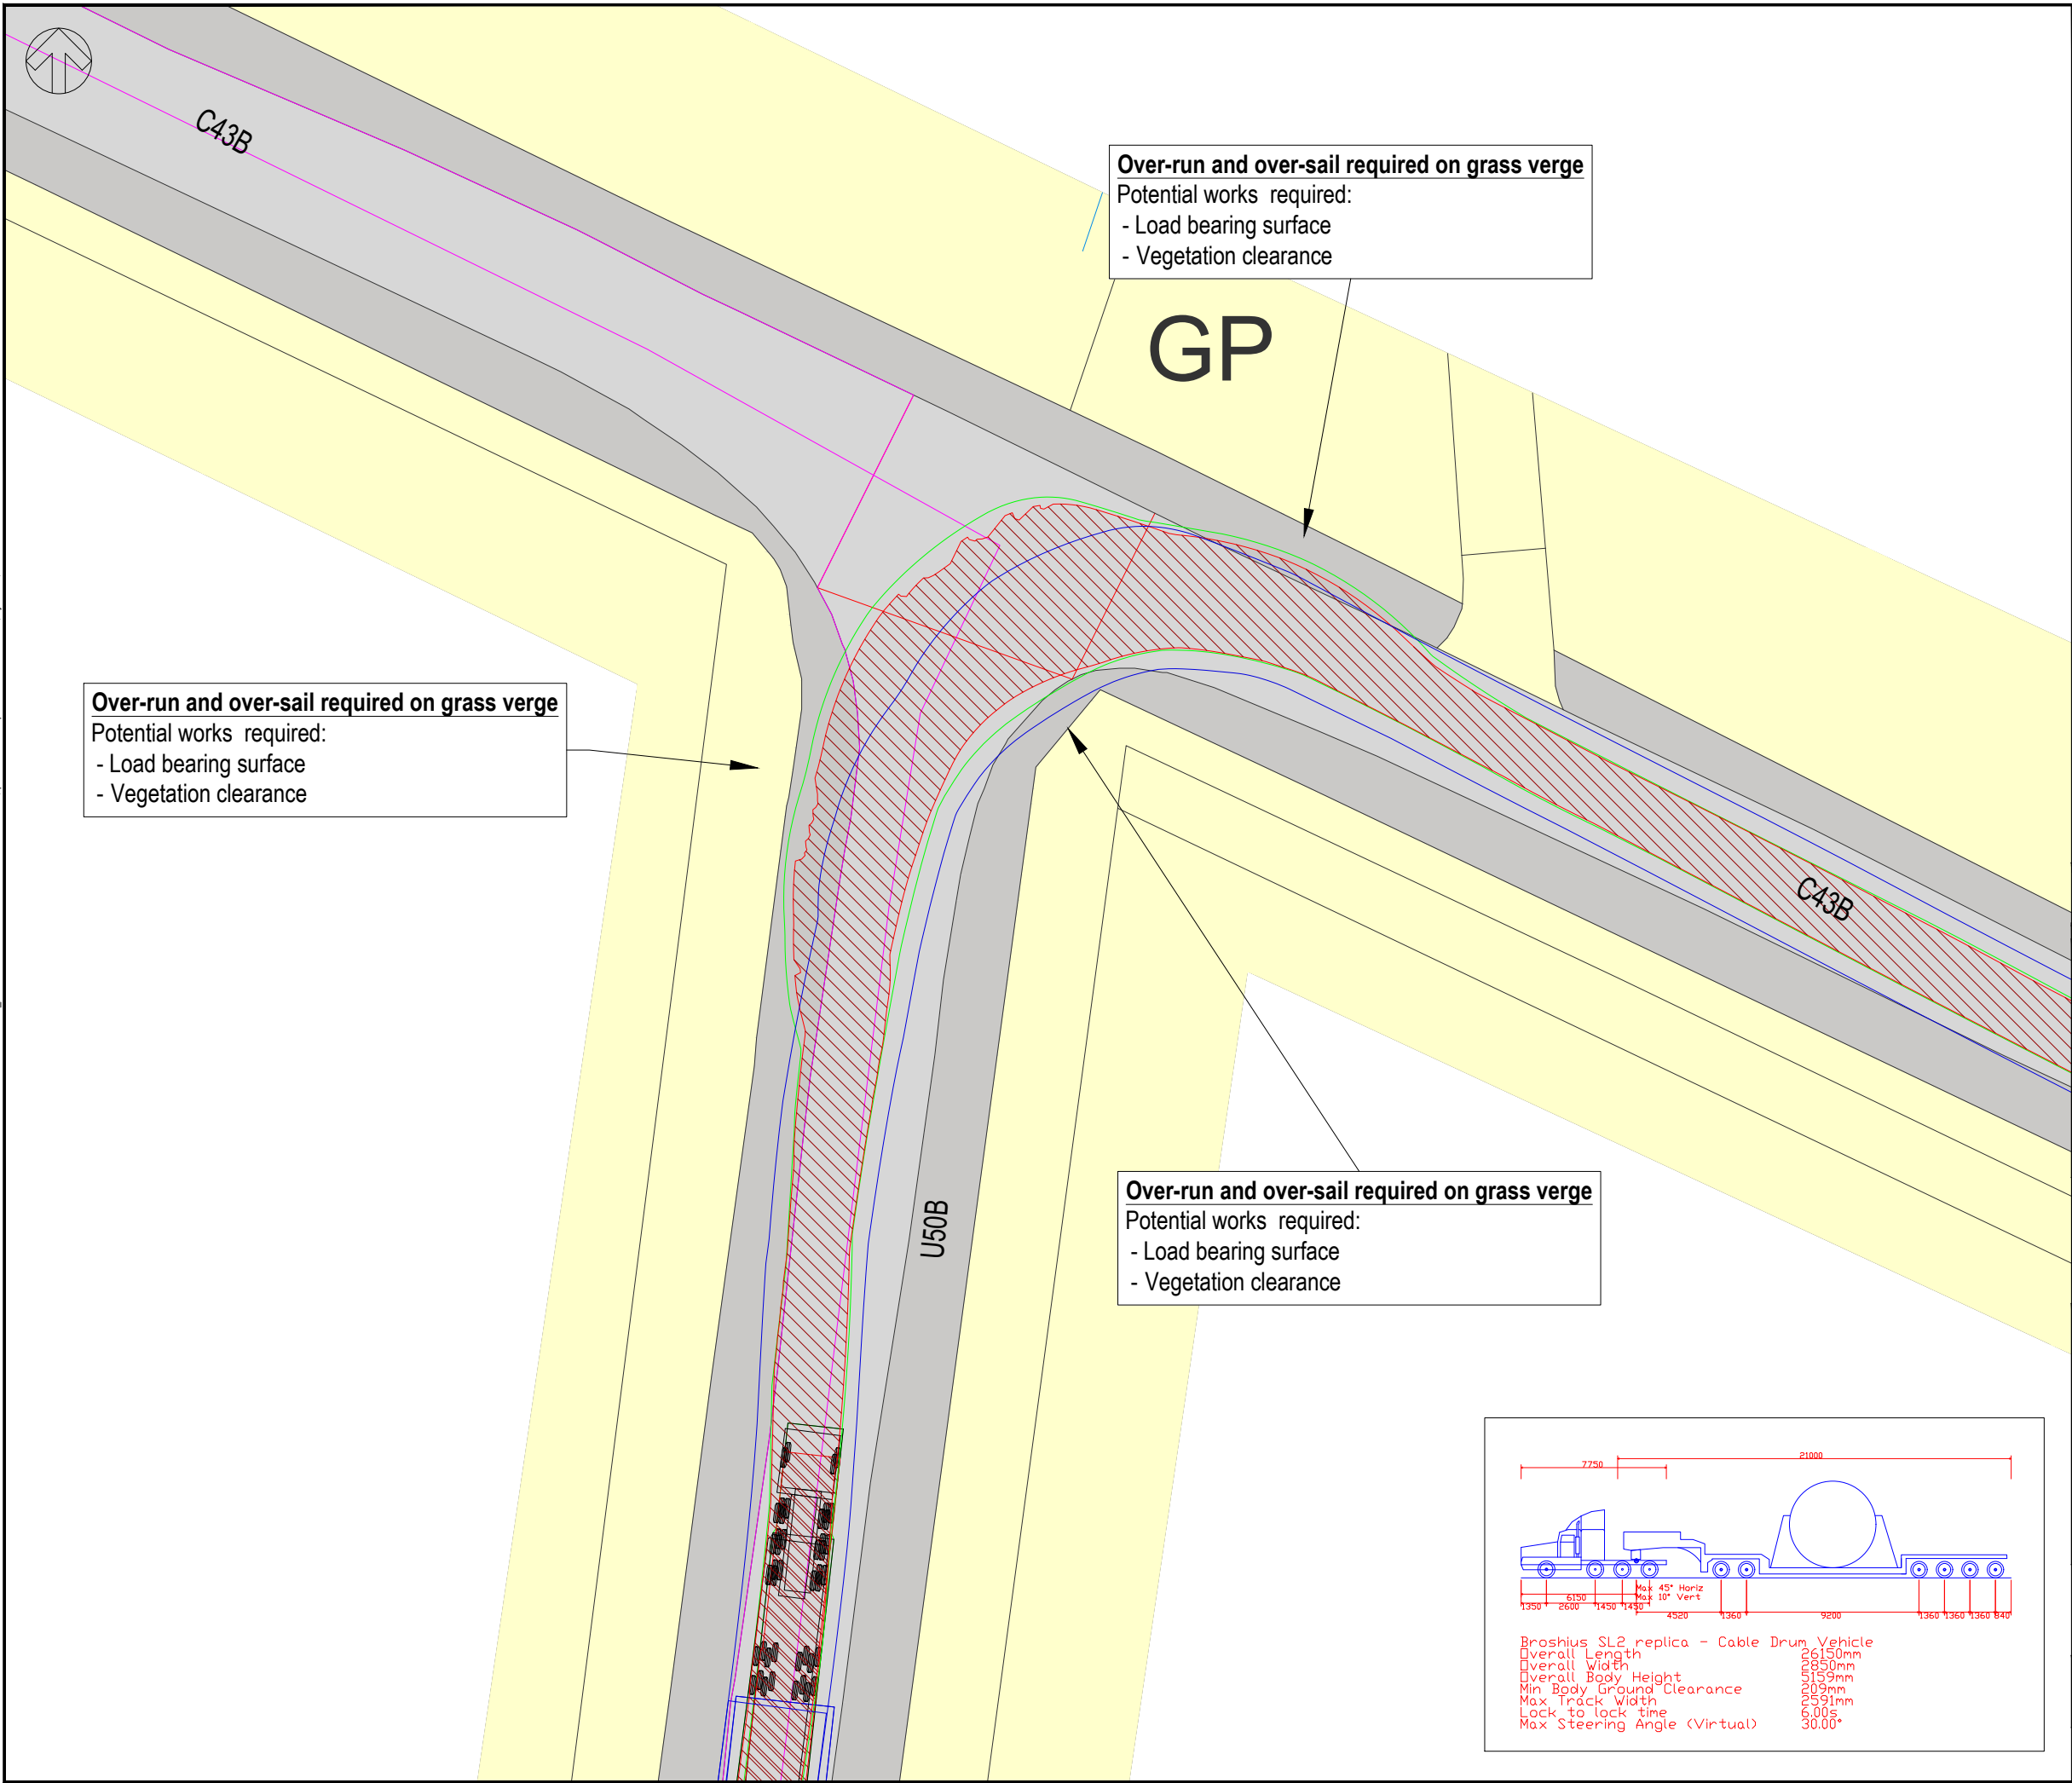 C43B
Over-run and over-sail required on grass verge
Potential works required:
- Load bearing surface
- Vegetation clearance
GP
Over-run and over-sail required on grass verge
Potential works required:
- Load bearing surface
- Vegetation clearance
C43B
Over-run and over-sail required on grass verge
Potential works required:
- Load bearing surface
- Vegetation clearance
U50B
21000
7750
Max 45° Horiz
Max 10° Vert
6150
1350 2600 1450 1450
4520 1360 9200 1360 1360 1360 840
Broshius SL2 replica - Cable Drum Vehicle
Overall Length 26150mm
Overall Width 2850mm
Overall Body Height 5159mm
Min Body Ground Clearance 209mm
Max Track Width 2591mm
Lock to lock time 6.00s
Max Steering Angle (Virtual) 30.00°